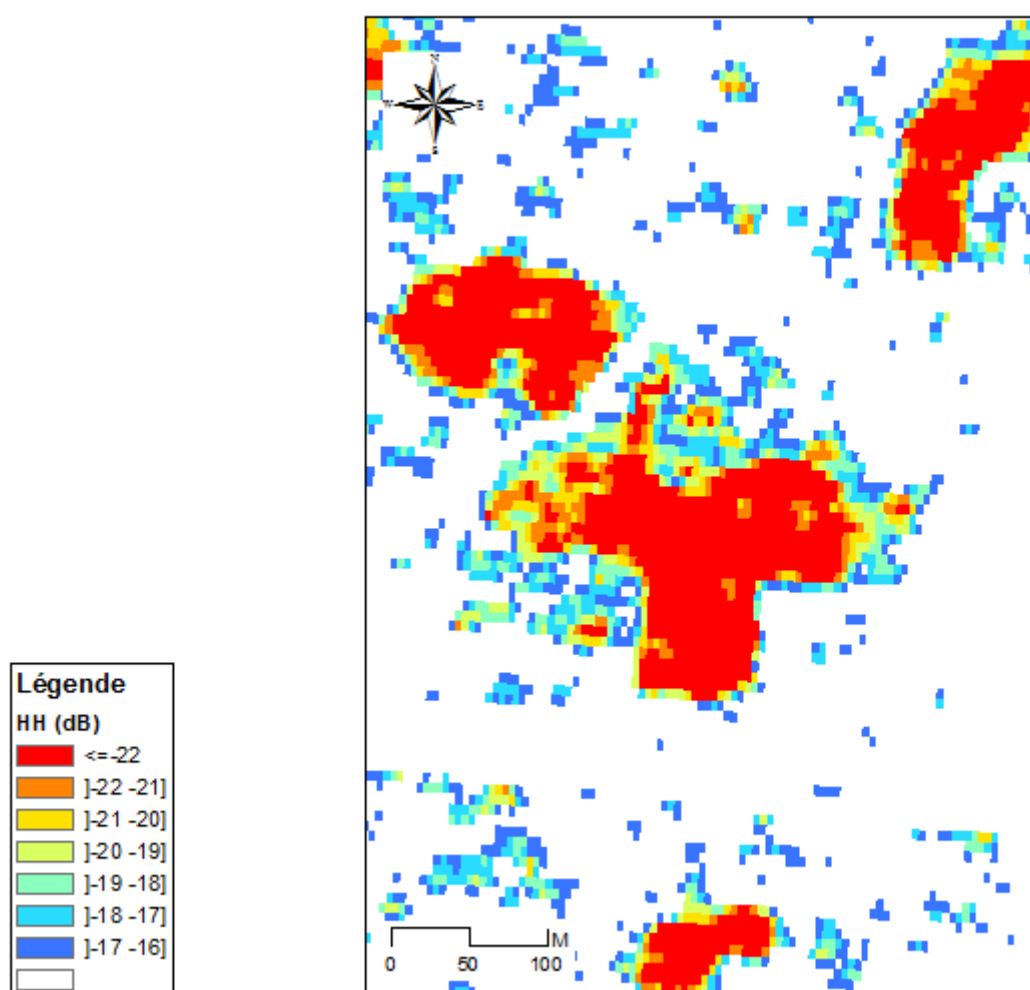 N
W E
S
Légende
HH (dB)
<=-22
]-22 -21]
]-21 -20]
]-20 -19]
]-19 -18]
]-18 -17]
]-17 -16]
M
0 50 100